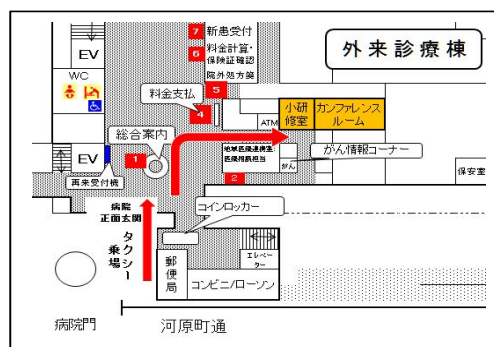 外来診療棟
7 新患受付
6 料金計算・
保険証確認
院外処方箋
5
EV
WC
料金支払
4
ATM
小研
修室
カンファレンス
ルーム
総合案内
1
地域医療連携室・
医療相談担当
がん情報コーナー
がん
EV
2
保安室
再来受付機
病院
正面玄関
コインロッカー
タクシー
乗場
郵便局
エレベー
ター
コンビニ/ローソン
病院門
河原町通